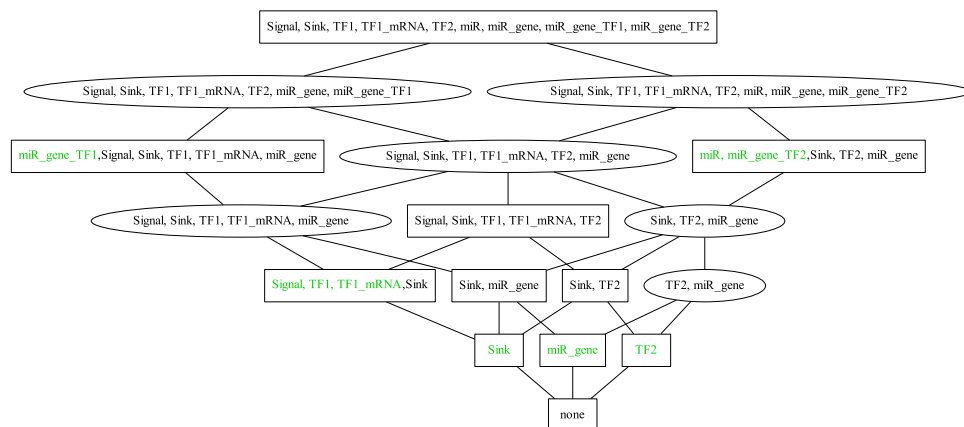 Signal, Sink, TF1, TF1_mRNA, TF2, miR, miR_gene, miR_gene_TF1, miR_gene_TF2
Signal, Sink, TF1, TF1_mRNA, TF2, miR_gene, miR_gene_TF1
Signal, Sink, TF1, TF1_mRNA, TF2, miR, miR_gene, miR_gene_TF2
miR_gene_TF1,Signal, Sink, TF1, TF1_mRNA, miR_gene
Signal, Sink, TF1, TF1_mRNA, TF2, miR_gene
miR, miR_gene_TF2,Sink, TF2, miR_gene
Signal, Sink, TF1, TF1_mRNA, miR_gene
Signal, Sink, TF1, TF1_mRNA, TF2
Sink, TF2, miR_gene
Signal, TF1, TF1_mRNA,Sink
Sink, miR_gene
Sink, TF2
TF2, miR_gene
Sink
miR_gene
TF2
none